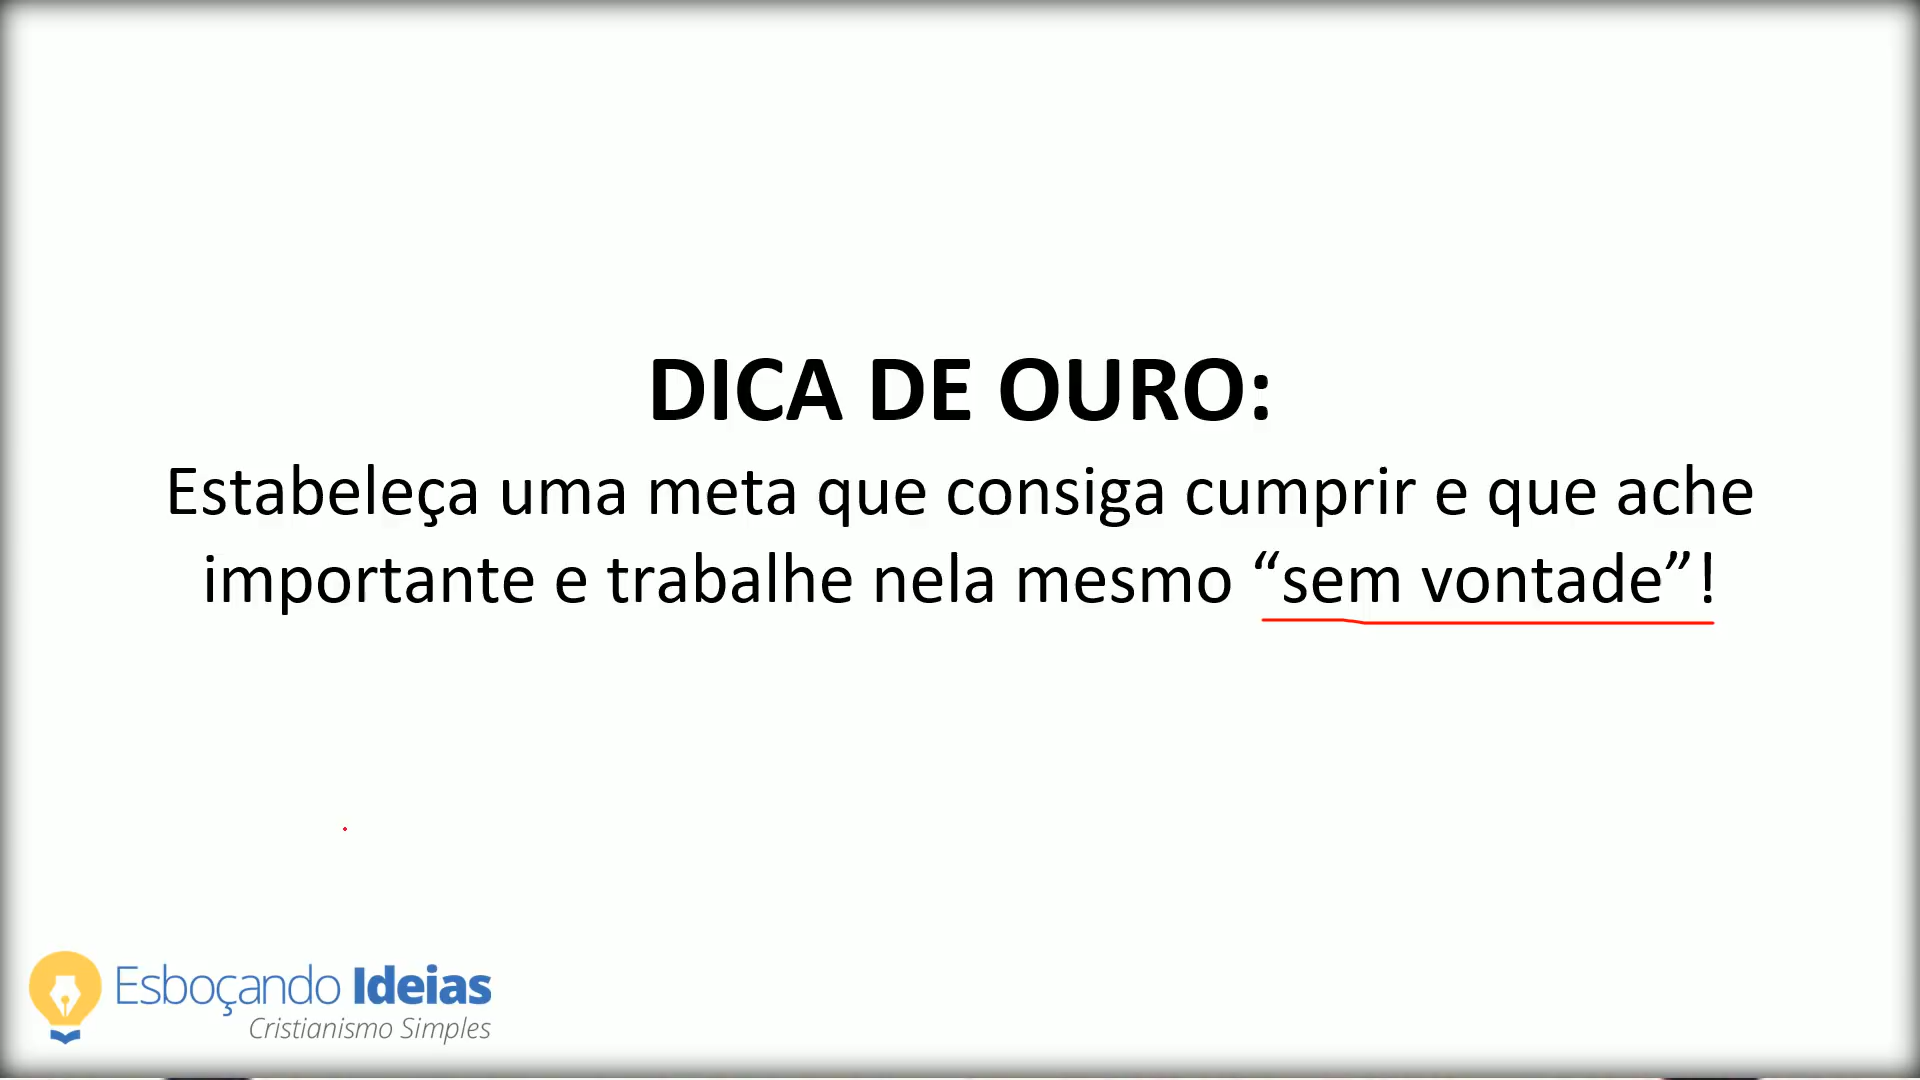 DICA DE OURO:
Estabeleça uma meta que consiga cumprir e que ache
importante e trabalhe nela mesmo “sem vontade”!
Esboçando Ideias
Cristianismo Simples